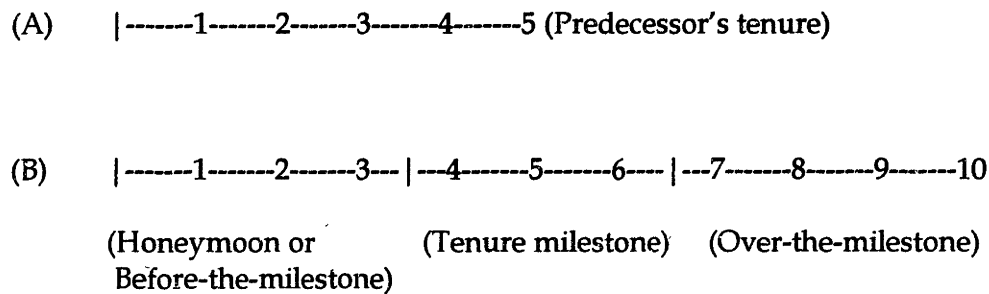 (A) |-------1-------2-------3-------4-------5 (Predecessor's tenure)
(B) |-------1-------2-------3---|---4-------5-------6----|---7-------8-------9-------10
(Honeymoon or (Tenure milestone) (Over-the-milestone)
Before-the-milestone)